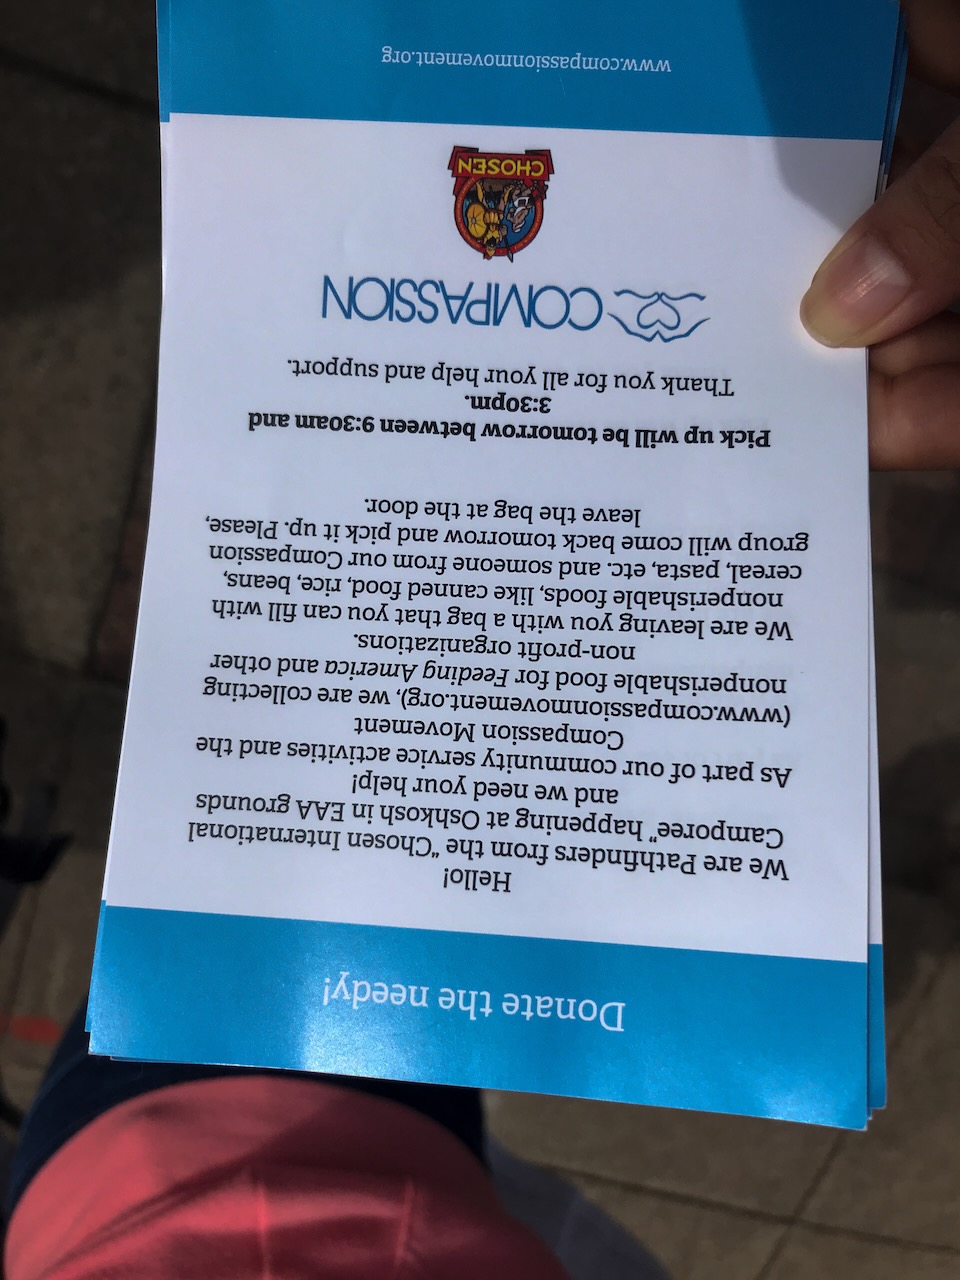 Donate the needy!
Hello!
We are Pathfinders from the "Chosen International
Camporee" happening at Oshkosh in EAA grounds
and we need your help!
As part of our community service activities and the
Compassion Movement
(www.compassionmovement.org), we are collecting
nonperishable food for Feeding America and other
non-profit organizations.
We are leaving you with a bag that you can fill with
nonperishable foods, like canned food, rice, beans,
cereal, pasta, etc. and someone from our Compassion
group will come back tomorrow and pick it up. Please,
leave the bag at the door.
Pick up will be tomorrow between 9:30am and
3:30pm.
Thank you for all your help and support.
COMPASSION
CHOSEN
www.compassionmovement.org